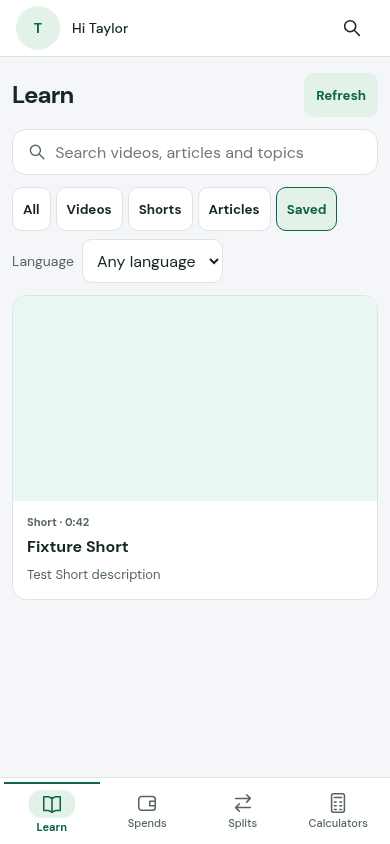 T
Hi Taylor
Learn
Refresh
Search videos, articles and topics
All
Videos
Shorts
Articles
Saved
Language
Any language
Short · 0:42
Fixture Short
Test Short description
Learn
Spends
Splits
Calculators